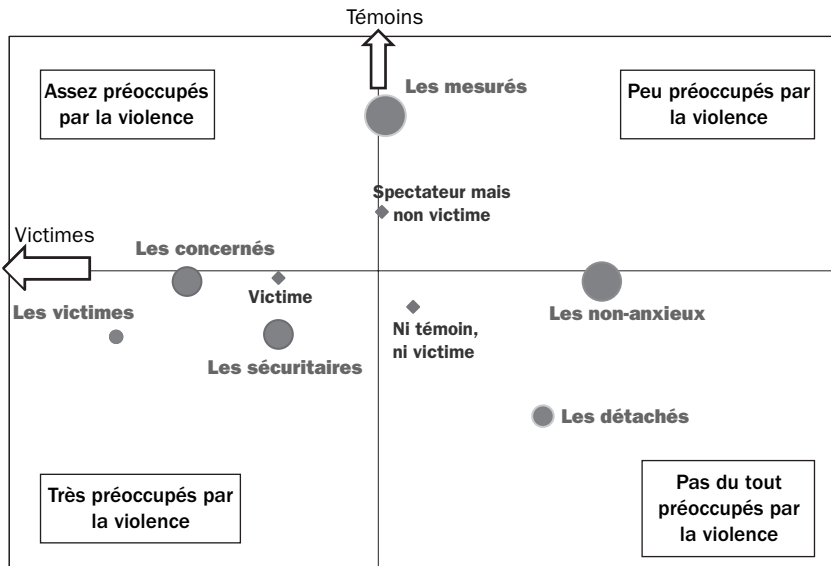 Témoins
Assez préoccupés
par la violence
Les mesurés
Peu préoccupés par
la violence
Spectateur mais
non victime
Victimes
Les concernés
Victime
Les victimes
Les sécuritaires
Ni témoin,
ni victime
Les non-anxieux
Les détachés
Très préoccupés par
la violence
Pas du tout
préoccupés par
la violence